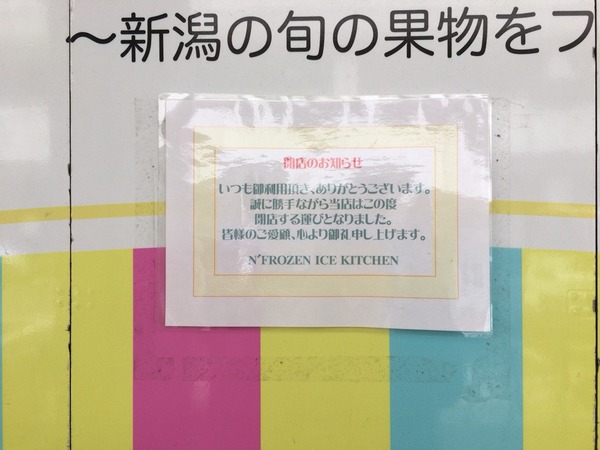 ～新潟の旬の果物をフ
閉店のお知らせ
いつも御利用頂き、ありがとうございます。
誠に勝手ながら当店はこの度
閉店する運びとなりました。
皆様のご愛顧、心より御礼申し上げます。
N'FROZEN ICE KITCHEN